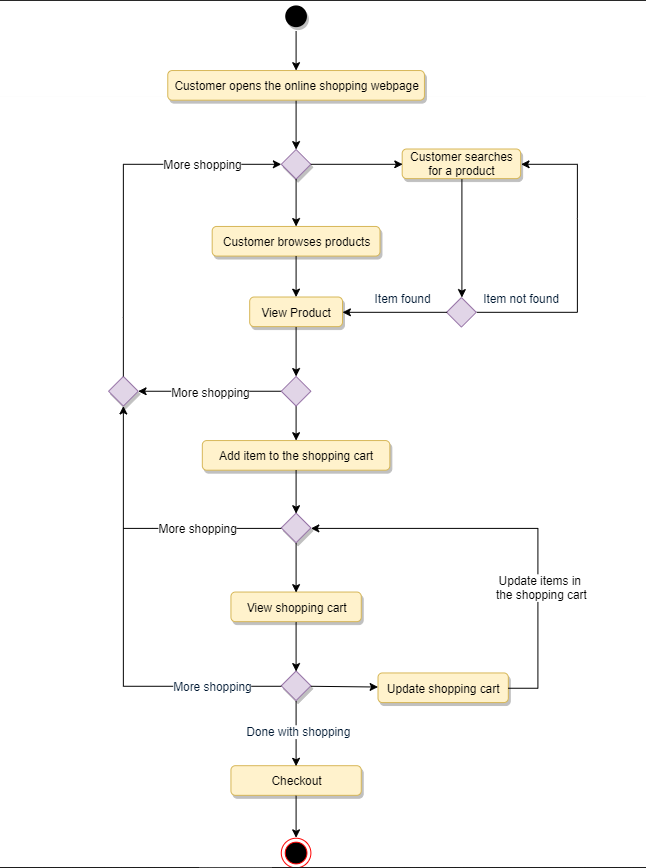 Customer opens the online shopping webpage
More shopping
Customer searches
for a product
Customer browses products
Item found
Item not found
View Product
More shopping
Add item to the shopping cart
More shopping
Update items in
the shopping cart
View shopping cart
More shopping
Update shopping cart
Done with shopping
Checkout